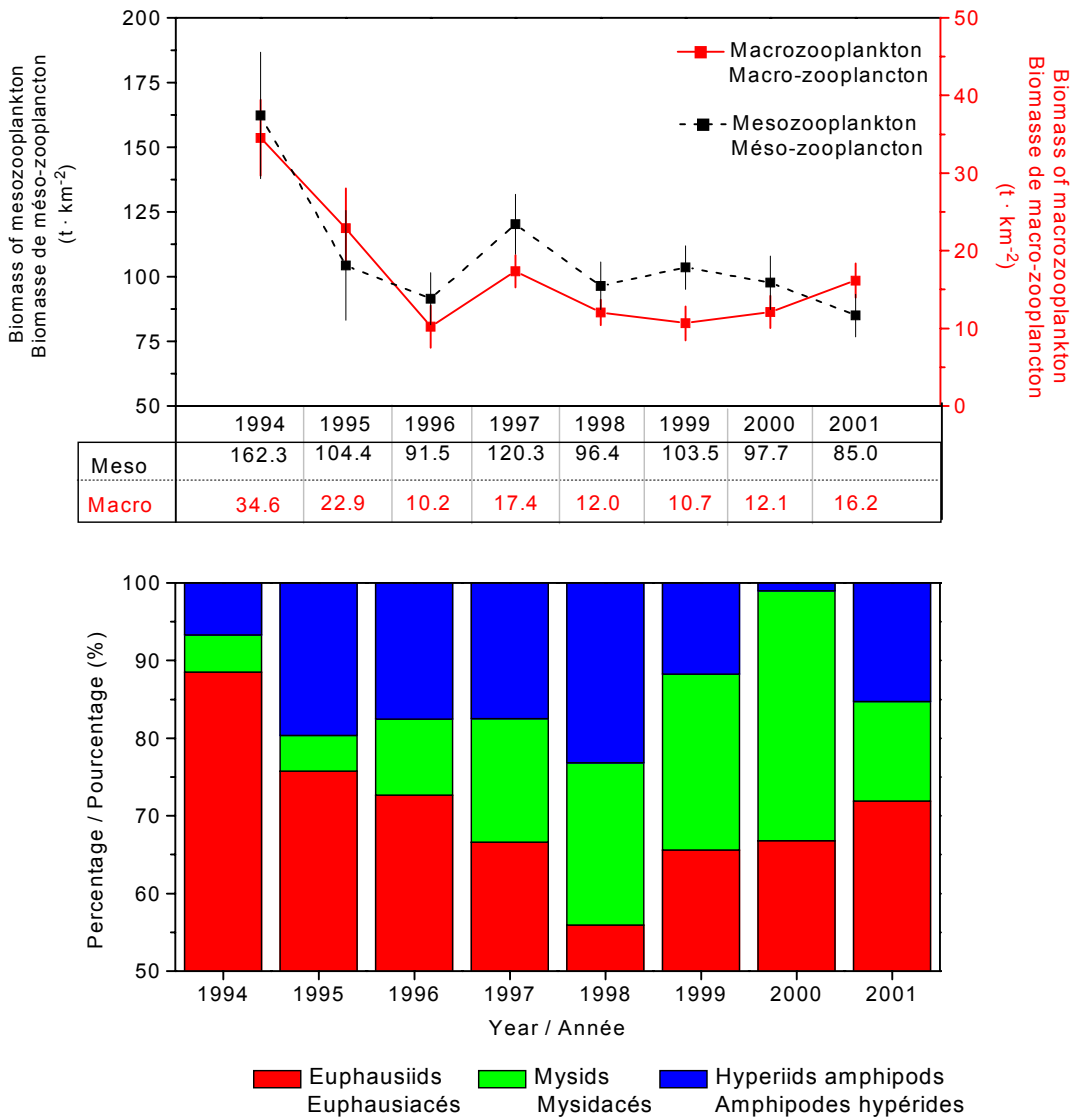 Biomass of mesozooplankton
Biomasse de méso-zooplancton
(t · km-2)
200
175
150
125
100
75
50
Macrozooplankton
Macro-zooplancton
Mesozooplankton
Méso-zooplancton
50
40
30
20
10
0
Biomass of macrozooplankton
Biomasse de macro-zooplancton
(t · km-2)
1994 1995 1996 1997 1998 1999 2000 2001
Meso 162.3 104.4 91.5 120.3 96.4 103.5 97.7 85.0
Macro 34.6 22.9 10.2 17.4 12.0 10.7 12.1 16.2
Percentage / Pourcentage (%)
100
90
80
70
60
50
1994 1995 1996 1997 1998 1999 2000 2001
Year / Année
Euphausiids
Euphausiacés
Mysids
Mysidacés
Hyperiids amphipods
Amphipodes hypérides